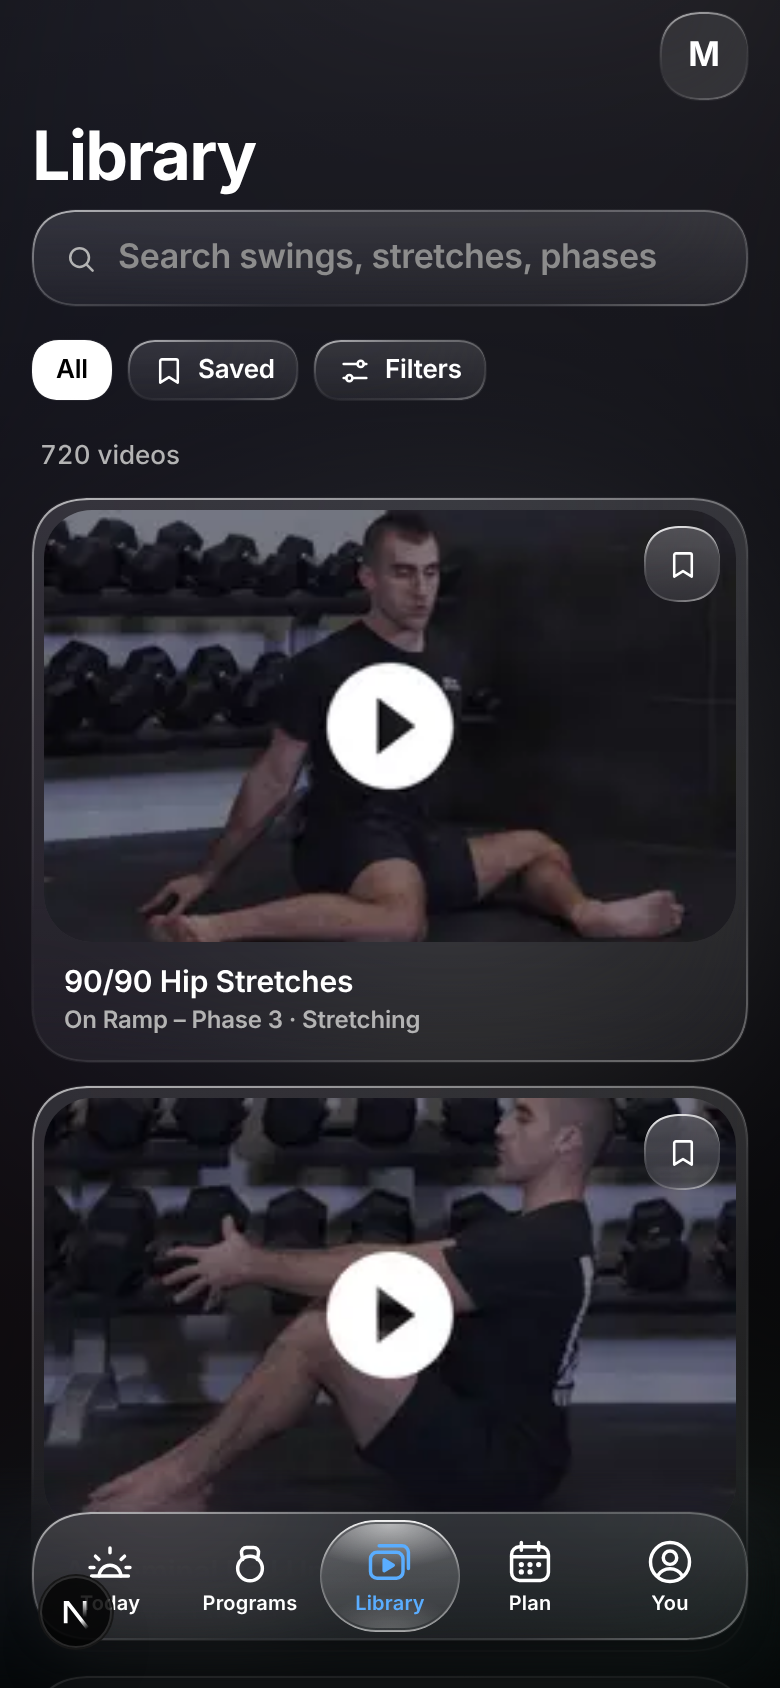 M
Library
Search swings, stretches, phases
All
Saved
Filters
720 videos
90/90 Hip Stretches
On Ramp – Phase 3 · Stretching
Today
Programs
Library
Plan
You
N